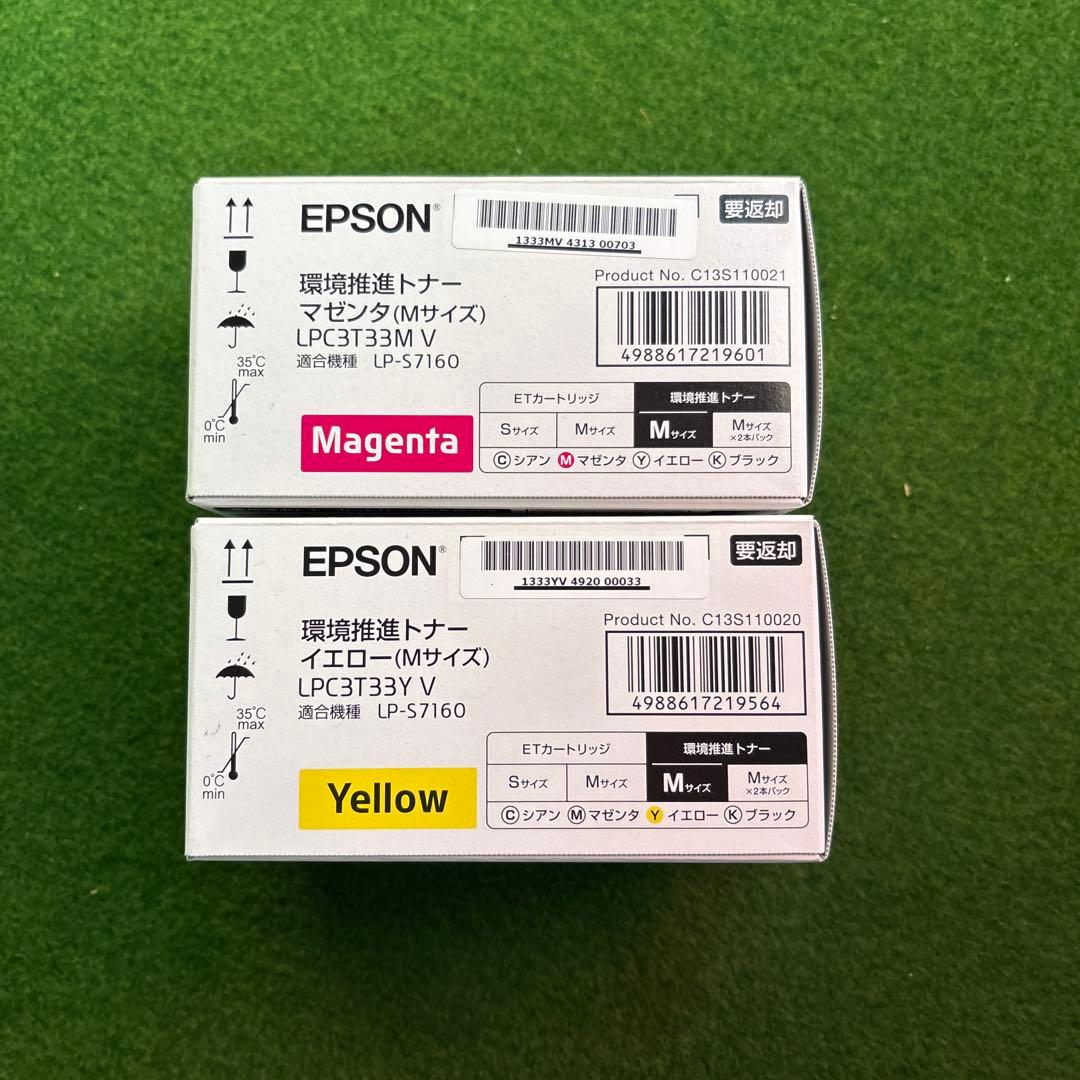 EPSON®
1333MV 4313 00703
要返却
環境推進トナー
マゼンタ(Mサイズ)
LPC3T33M V
適合機種 LP-S7160
Product No. C13S110021
4988617219601
35℃
max
0℃
min
Magenta
ETカートリッジ 環境推進トナー
Sサイズ Mサイズ Mサイズ Mサイズ
×2本パック
Cシアン Mマゼンタ Yイエロー Kブラック
EPSON®
1333YV 4920 00033
要返却
環境推進トナー
イエロー(Mサイズ)
LPC3T33Y V
適合機種 LP-S7160
Product No. C13S110020
4988617219564
35℃
max
0℃
min
Yellow
ETカートリッジ 環境推進トナー
Sサイズ Mサイズ Mサイズ Mサイズ
×2本パック
Cシアン Mマゼンタ Yイエロー Kブラック